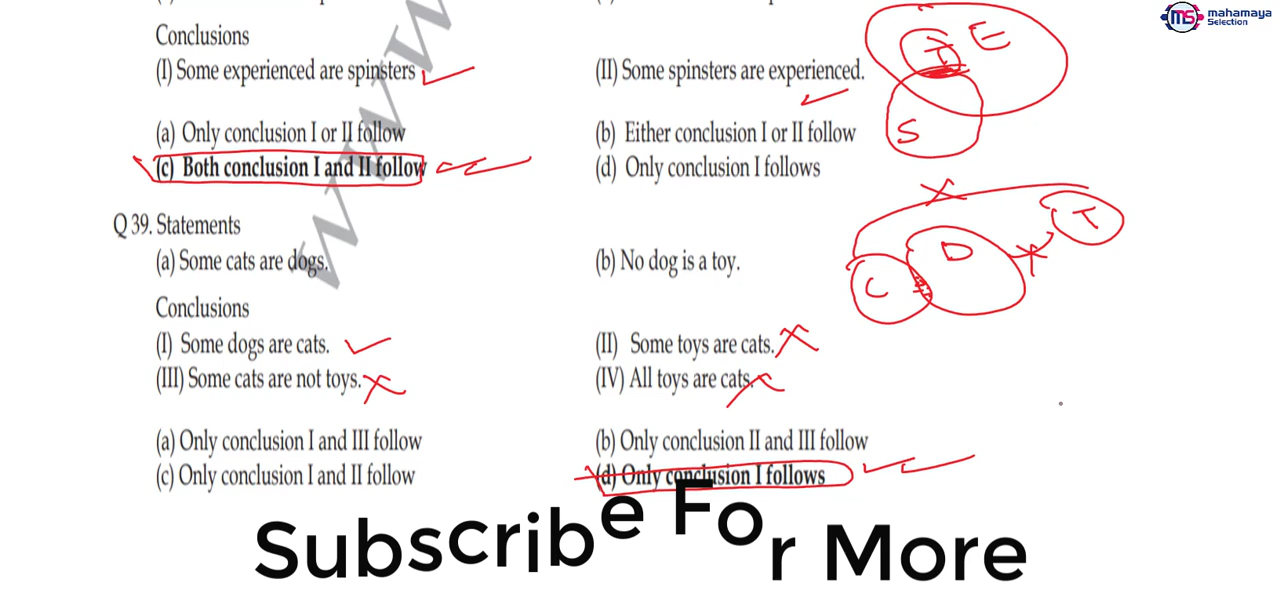 mahamaya
MS Selection
Conclusions
(I) Some experienced are spinsters
(II) Some spinsters are experienced.
(a) Only conclusion I or II follow
(b) Either conclusion I or II follow
(c) Both conclusion I and II follow
(d) Only conclusion I follows
I E
S
Q 39. Statements
(a) Some cats are dogs.
(b) No dog is a toy.
C D T
Conclusions
(I) Some dogs are cats.
(II) Some toys are cats.
(III) Some cats are not toys.
(IV) All toys are cats.
(a) Only conclusion I and III follow
(b) Only conclusion II and III follow
(c) Only conclusion I and II follow
(d) Only conclusion I follows
www
Subscribe For More